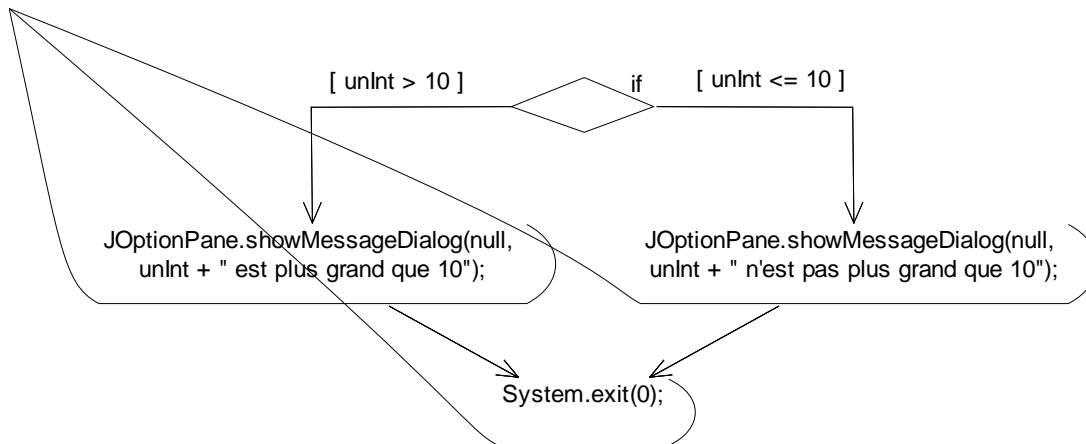 [ unInt > 10 ]
if
[ unInt <= 10 ]
JOptionPane.showMessageDialog(null,
unInt + " est plus grand que 10");
JOptionPane.showMessageDialog(null,
unInt + " n'est pas plus grand que 10");
System.exit(0);